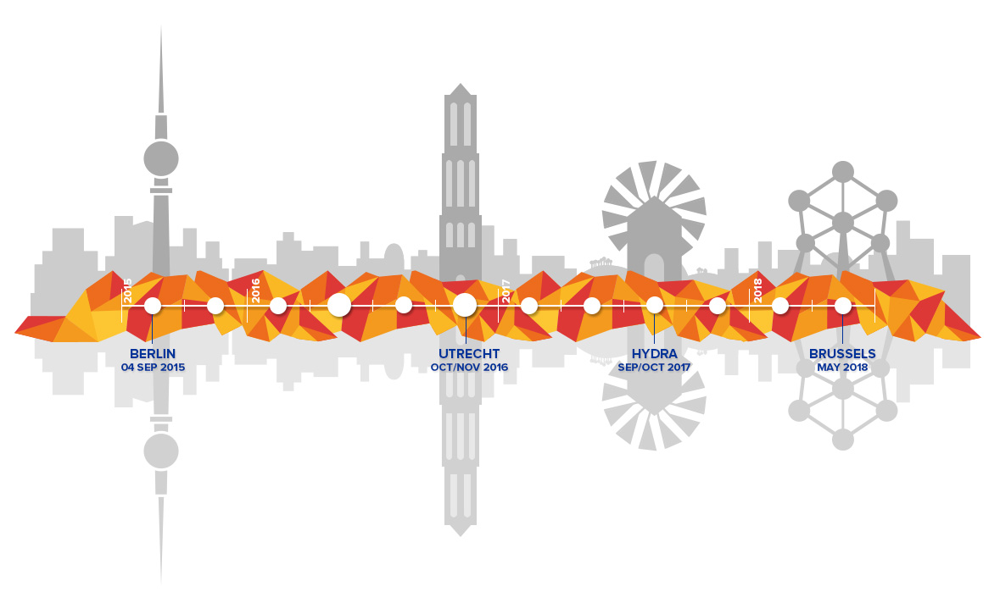 2015
2016
2017
2018
BERLIN
04 SEP 2015
UTRECHT
OCT/NOV 2016
HYDRA
SEP/OCT 2017
BRUSSELS
MAY 2018